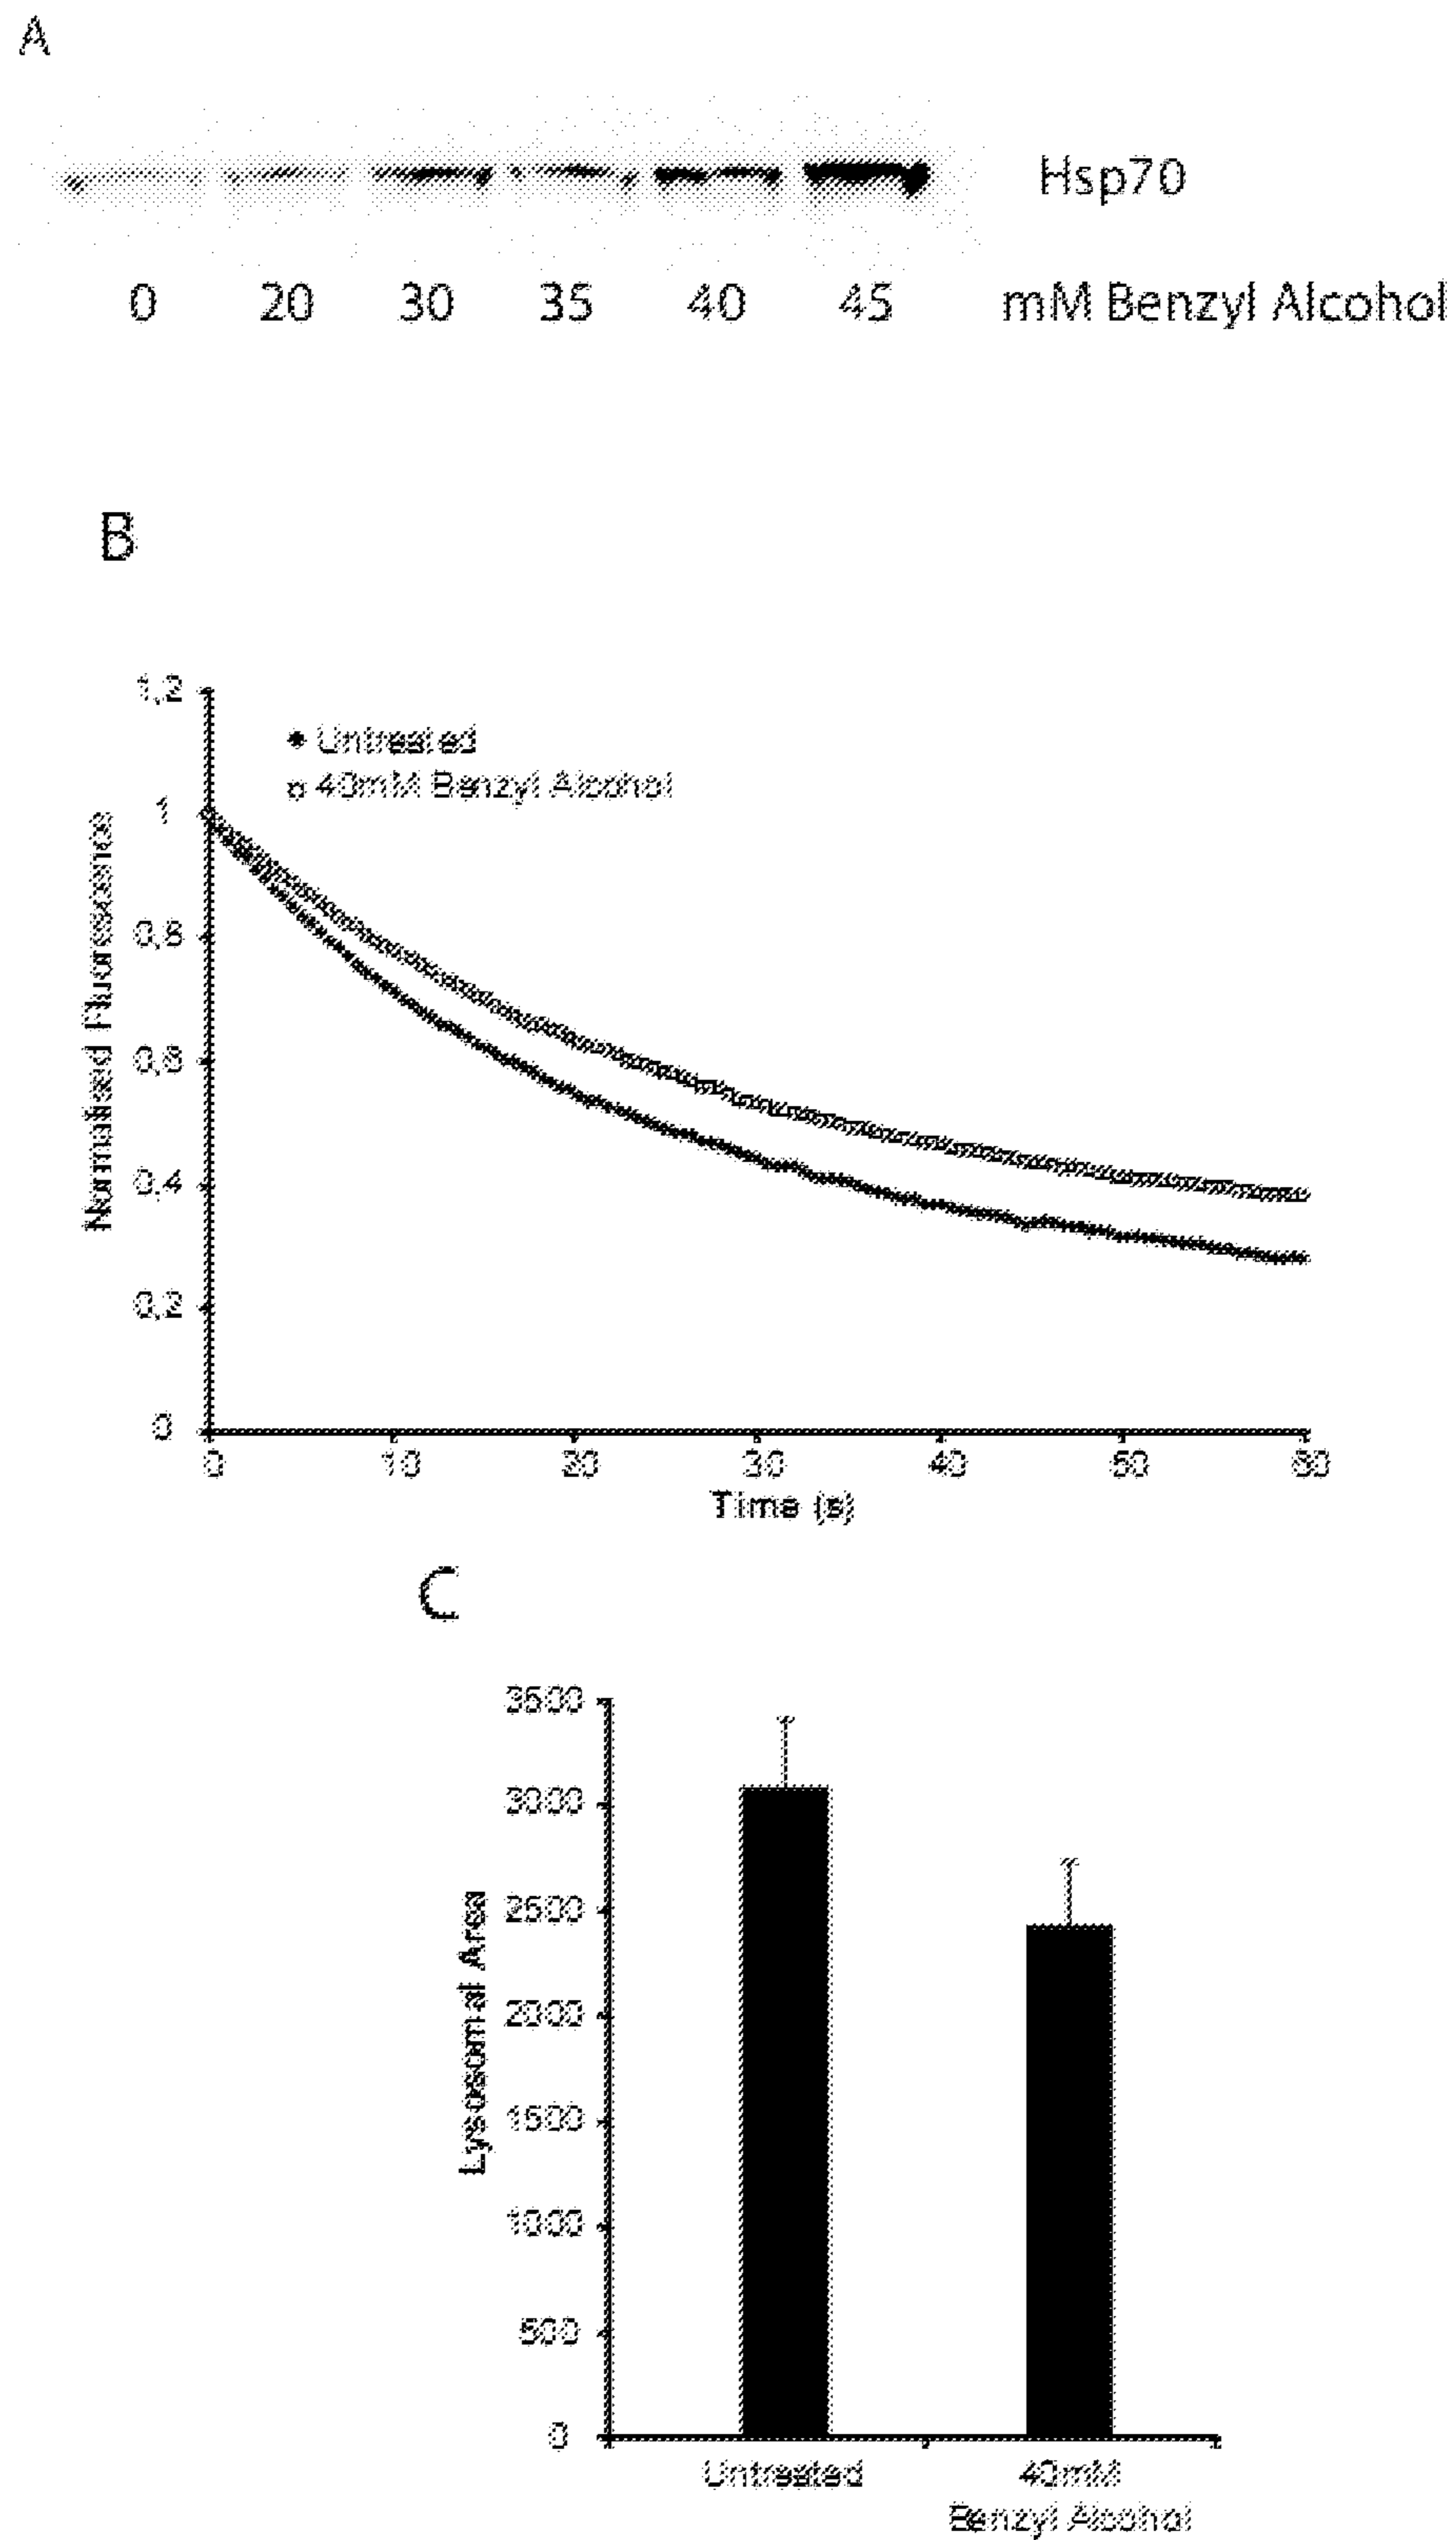 A
Hsp70
0 20 30 35 40 45 mM Benzyl Alcohol
B
1,2
Untreated
40mM Benzyl Alcohol
1
0,8
0,6
0,4
0,2
0
Normalised Fluorescence
0 10 20 30 40 50 60
Time (s)
C
3500
3000
2500
2000
1500
1000
500
0
Lysosomal Area
Untreated 40mM
Benzyl Alcohol